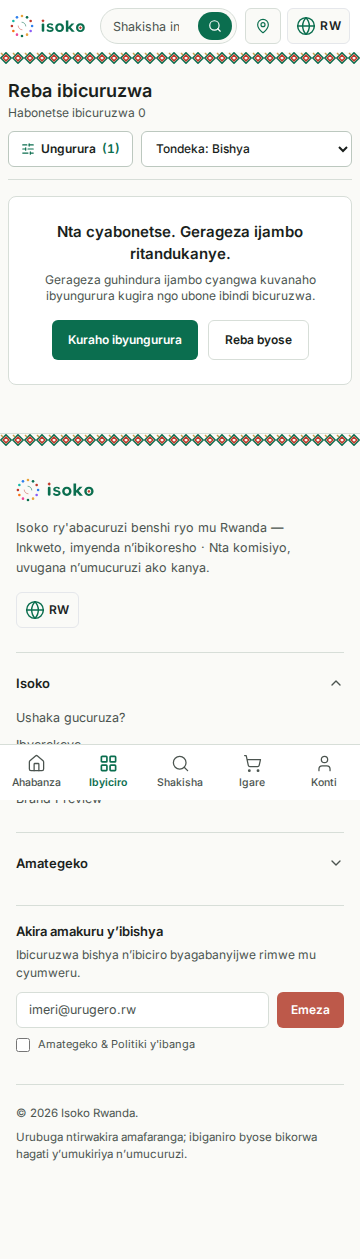 isoko
Shakisha in
RW
Reba ibicuruzwa
Habonetse ibicuruzwa 0
Ungurura (1)
Tondeka: Bishya
Nta cyabonetse. Gerageza ijambo
ritandukanye.
Gerageza guhindura ijambo cyangwa kuvanaho
ibyungurura kugira ngo ubone ibindi bicuruzwa.
Kuraho ibyungurura
Reba byose
isoko
Isoko ry'abacuruzi benshi ryo mu Rwanda —
Inkweto, imyenda n’ibikoresho · Nta komisiyo,
uvugana n’umucuruzi ako kanya.
RW
Isoko
Ushaka gucuruza?
Ahabanza
Ibyiciro
Shakisha
Igare
Konti
Brand Preview
Amategeko
Akira amakuru y’ibishya
Ibicuruzwa bishya n’ibiciro byagabanyijwe rimwe mu
cyumweru.
imeri@urugero.rw
Emeza
Amategeko & Politiki y'ibanga
© 2026 Isoko Rwanda.
Urubuga ntirwakira amafaranga; ibiganiro byose bikorwa
hagati y’umukiriya n’umucuruzi.